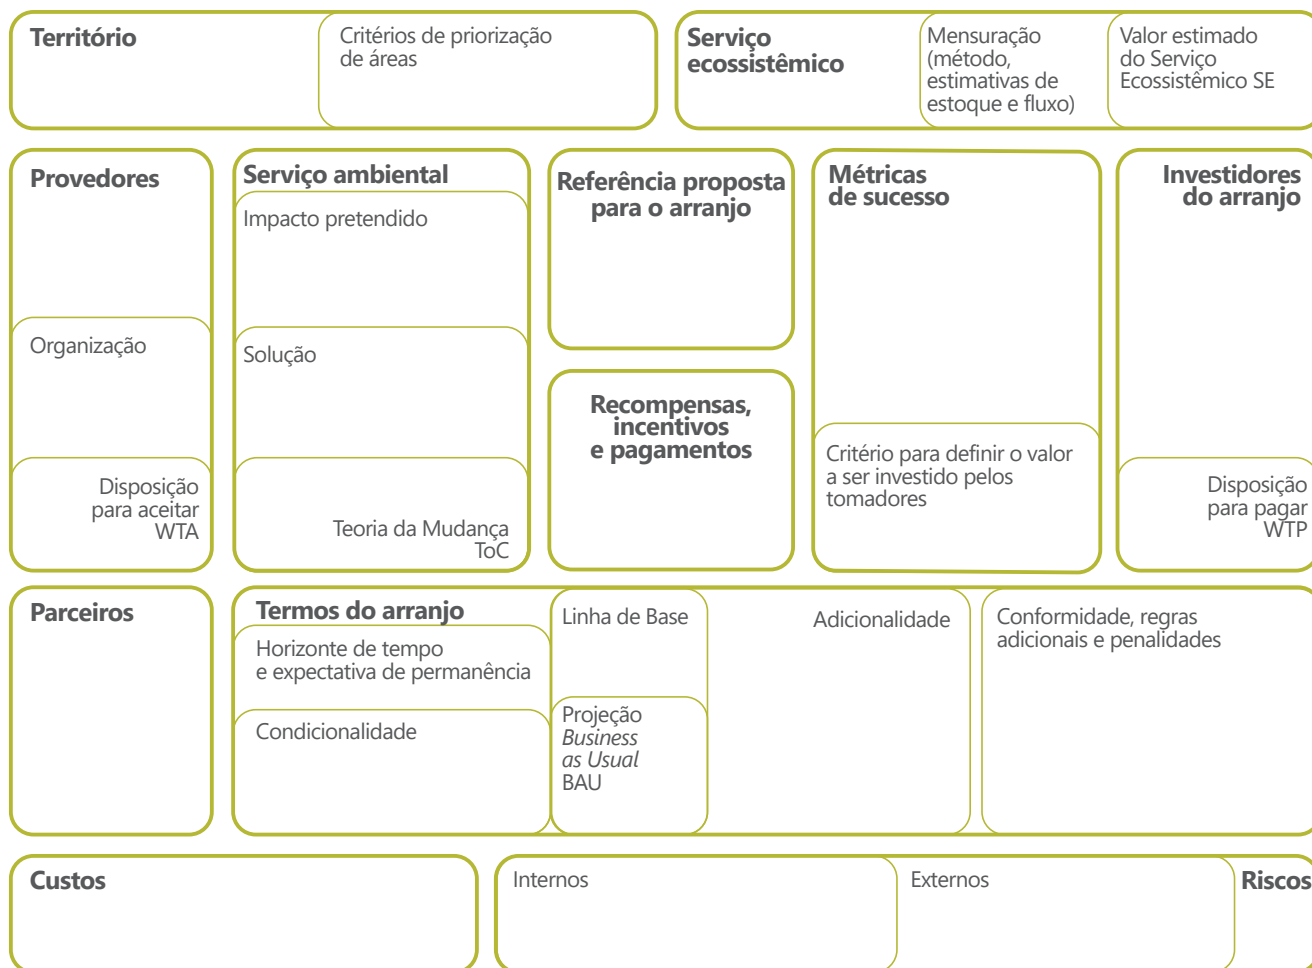 Território
Critérios de priorização
de áreas
Serviço
ecossistêmico
Mensuração
(método,
estimativas de
estoque e fluxo)
Valor estimado
do Serviço
Ecossistêmico SE
Provedores
Organização
Disposição
para aceitar
WTA
Serviço ambiental
Impacto pretendido
Solução
Teoria da Mudança
ToC
Referência proposta
para o arranjo
Recompensas,
incentivos
e pagamentos
Métricas
de sucesso
Critério para definir o valor
a ser investido pelos
tomadores
Investidores
do arranjo
Disposição
para pagar
WTP
Parceiros
Termos do arranjo
Horizonte de tempo
e expectativa de permanência
Condicionalidade
Linha de Base
Projeção
Business
as Usual
BAU
Adicionalidade
Conformidade, regras
adicionais e penalidades
Custos
Internos
Externos
Riscos